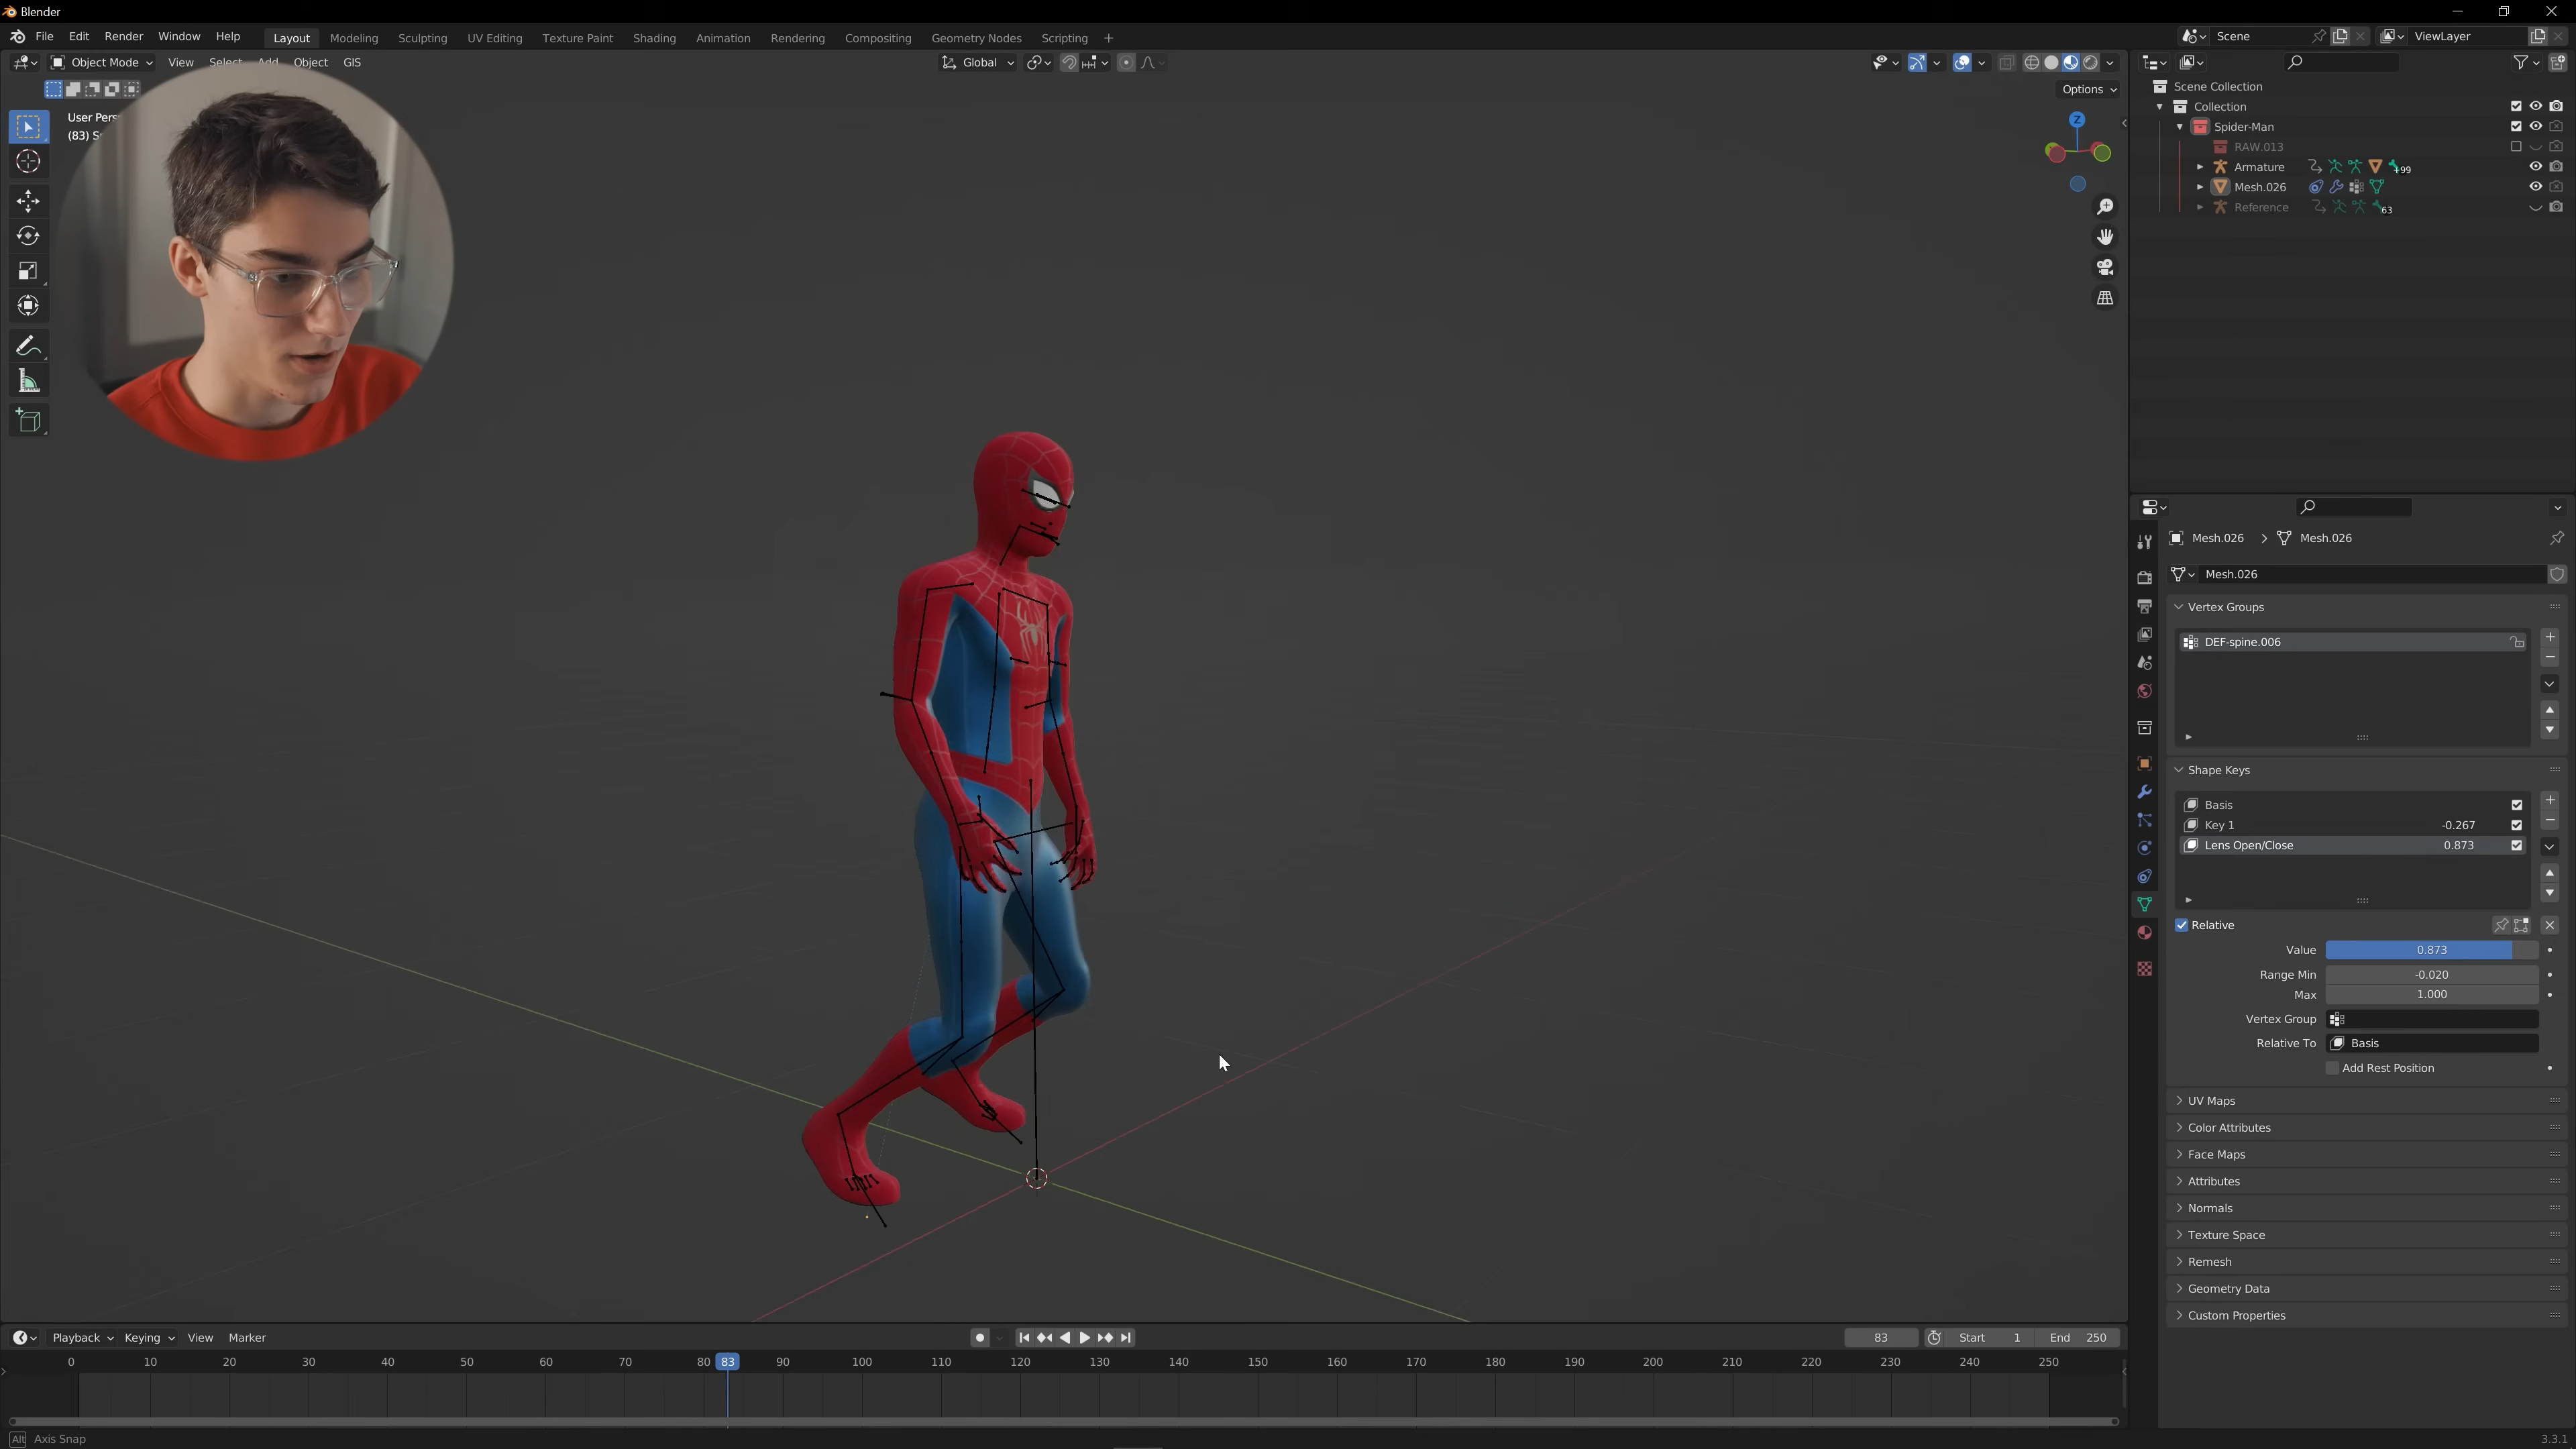 Blender
File Edit Render Window Help Layout Modeling Sculpting UV Editing Texture Paint Shading Animation Rendering Compositing Geometry Nodes Scripting + Scene ViewLayer
Object Mode View Select Add Object GIS Global
Options
User Pers
(83) S
Z
Scene Collection
Collection
Spider-Man
RAW.013
Armature +99
Mesh.026
Reference 63
Mesh.026 > Mesh.026
Mesh.026
Vertex Groups
DEF-spine.006
Shape Keys
Basis
Key 1 -0.267
Lens Open/Close 0.873
Relative
Value 0.873
Range Min -0.020
Max 1.000
Vertex Group
Relative To Basis
Add Rest Position
UV Maps
Color Attributes
Face Maps
Attributes
Normals
Texture Space
Remesh
Geometry Data
Custom Properties
Playback Keying View Marker 83 Start 1 End 250
0 10 20 30 40 50 60 70 80 83 90 100 110 120 130 140 150 160 170 180 190 200 210 220 230 240 250
Alt Axis Snap 3.3.1